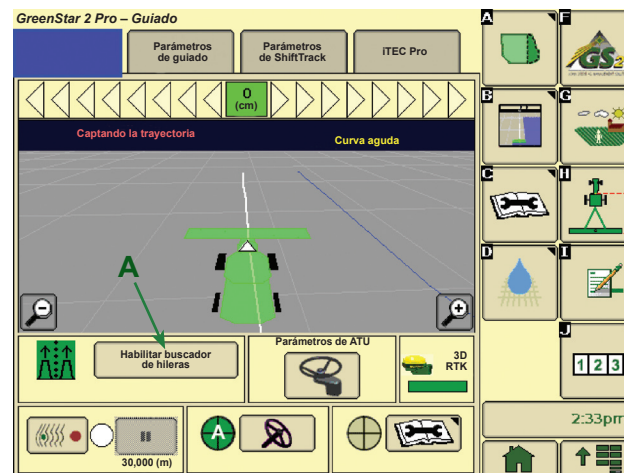 GreenStar 2 Pro – Guiado
Parámetros
de guiado
Parámetros
de ShiftTrack
iTEC Pro
0
(cm)
Captando la trayectoria
Curva aguda
A
Habilitar buscador
de hileras
Parámetros de ATU
3D
RTK
30,000 (m)
A
A
F
GS2
B
G
C
H
D
I
J
1 2 3
2:33pm